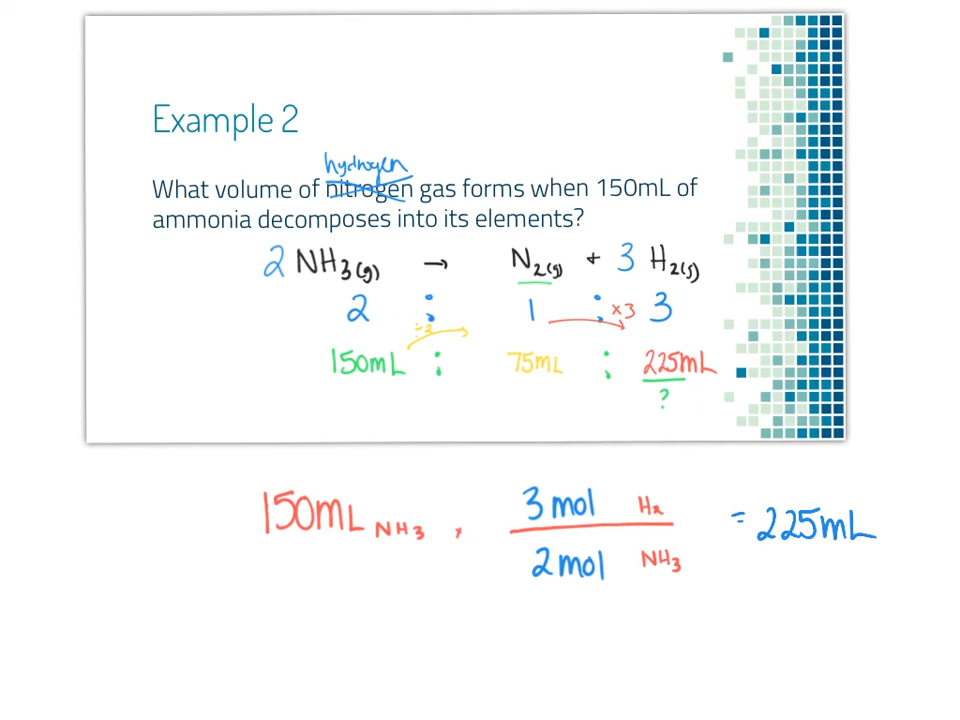 Example 2
hydrogen
What volume of nitrogen gas forms when 150mL of
ammonia decomposes into its elements?
2 NH3(g) → N2(g) + 3 H2(g)
2 : 1 : x3 3
÷2
150mL : 75mL : 225mL
?
150mL NH3 × 3 mol H2 = 225mL
2 mol NH3